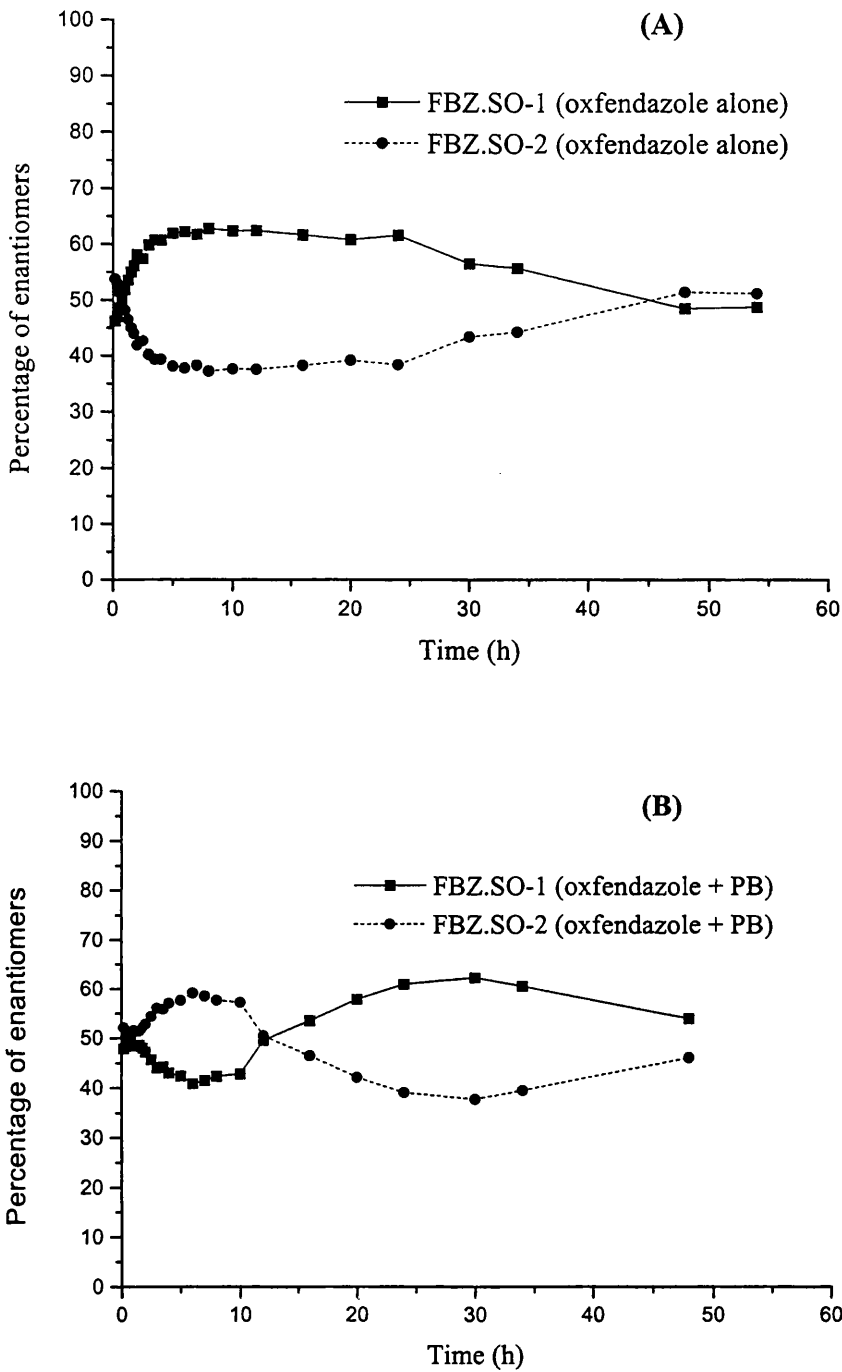 (A)
100
90
80
70
60
50
40
30
20
10
0
FBZ.SO-1 (oxfendazole alone)
FBZ.SO-2 (oxfendazole alone)
Percentage of enantiomers
0 10 20 30 40 50 60
Time (h)
(B)
100
90
80
70
60
50
40
30
20
10
0
FBZ.SO-1 (oxfendazole + PB)
FBZ.SO-2 (oxfendazole + PB)
Percentage of enantiomers
0 10 20 30 40 50 60
Time (h)